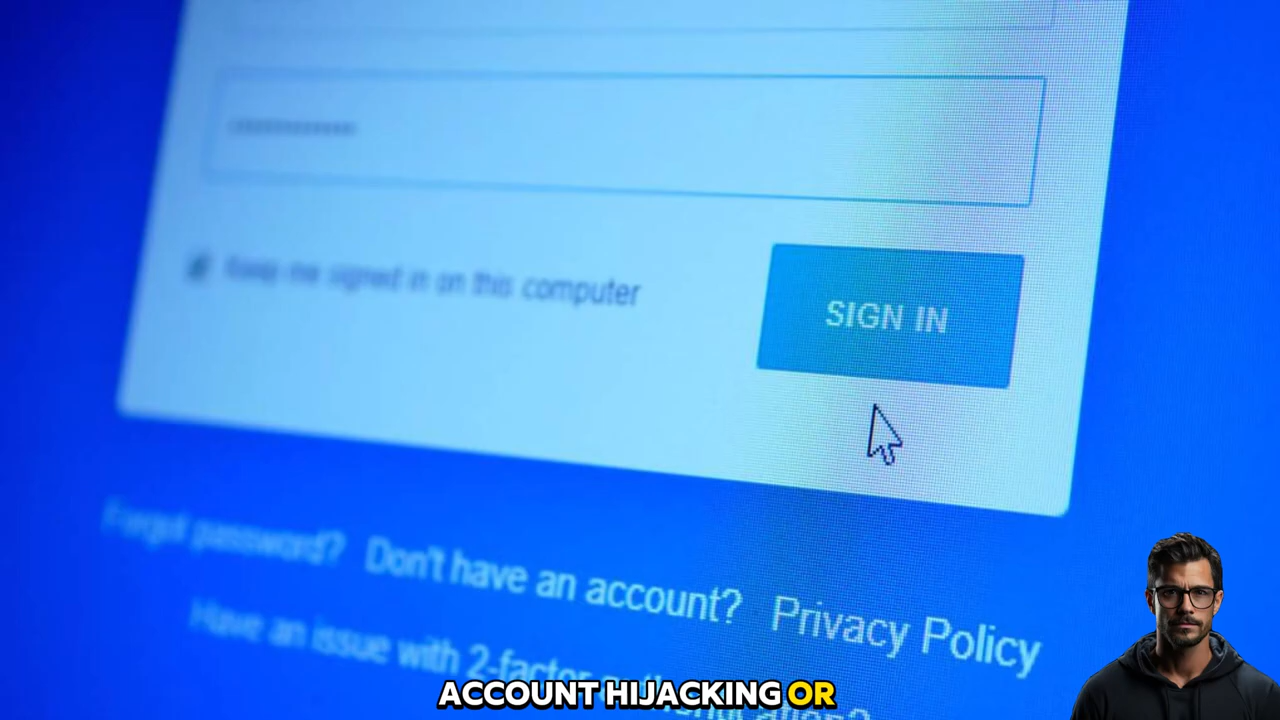 Keep me signed in on this computer
SIGN IN
Forgot password? Don't have an account? Privacy Policy
Have an issue with 2-factor authentication?
ACCOUNT HIJACKING OR